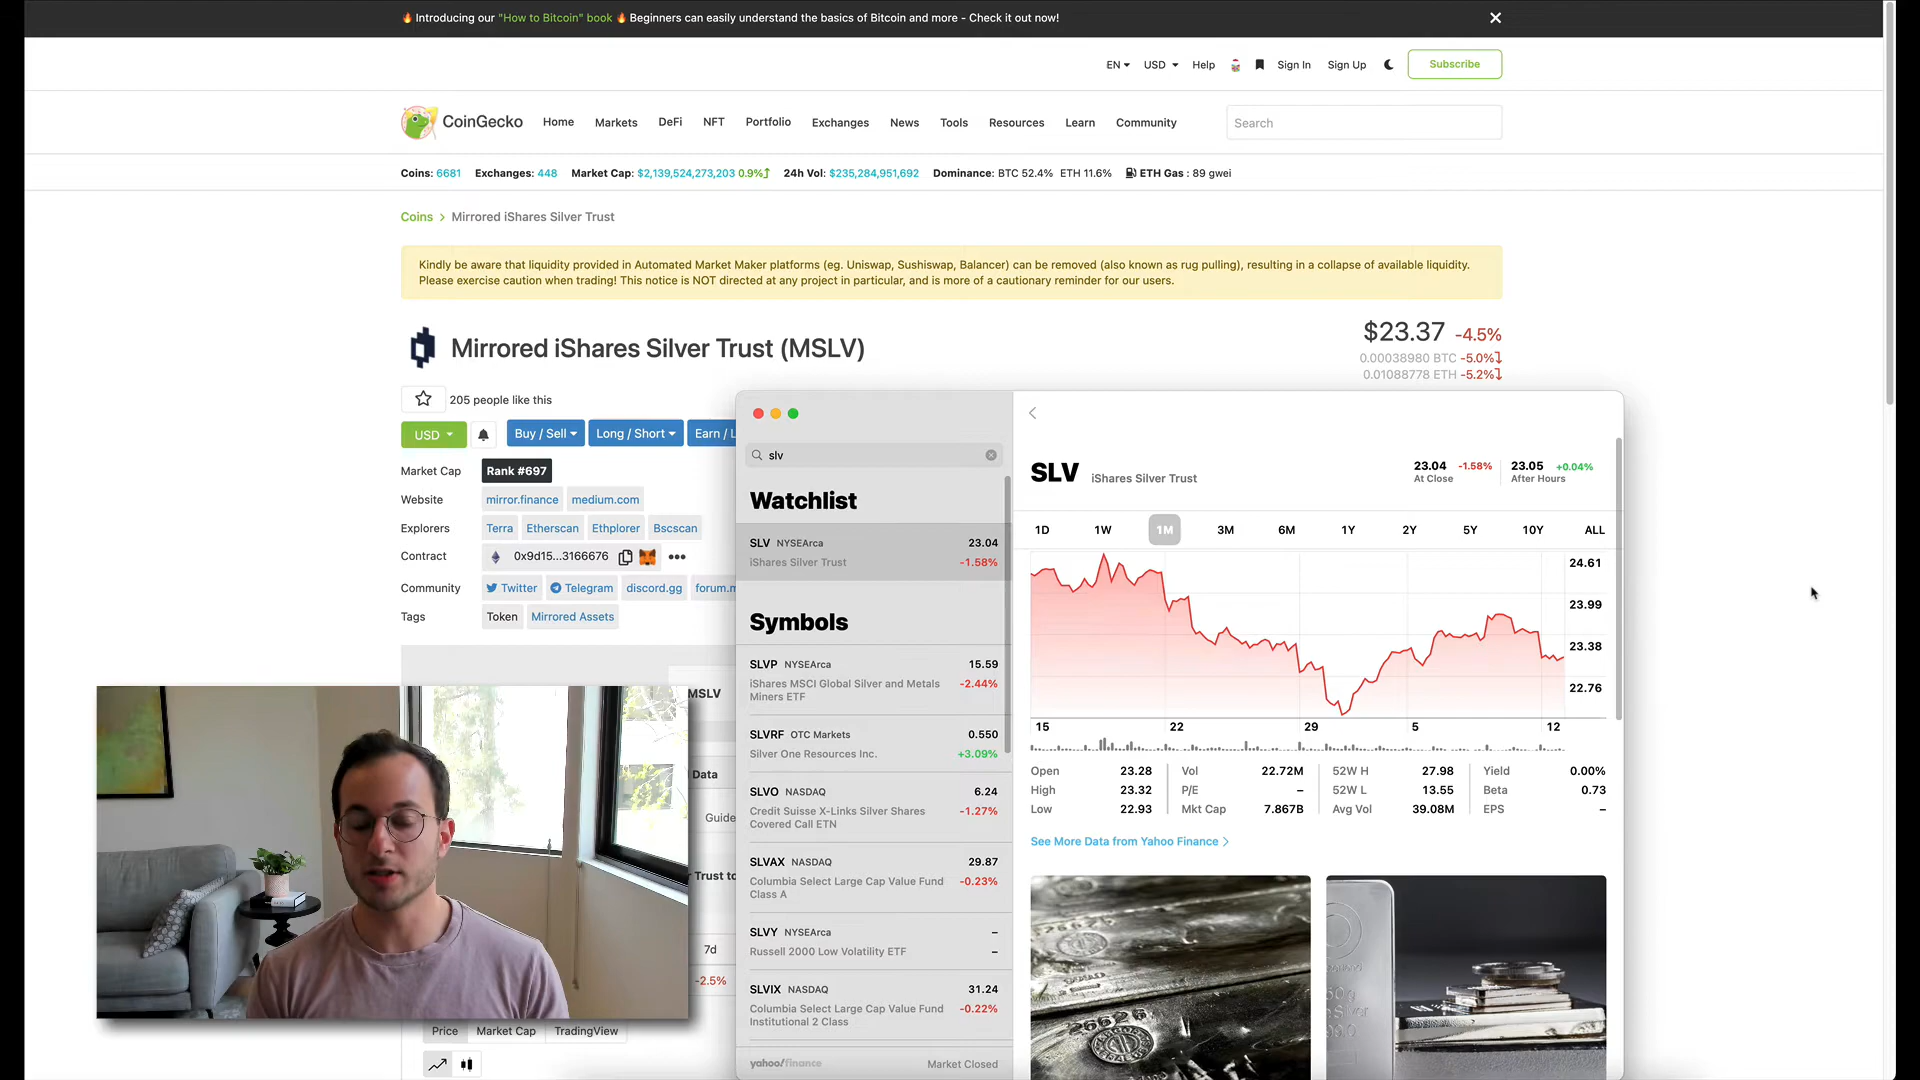 🔥 Introducing our "How to Bitcoin" book 🔥 Beginners can easily understand the basics of Bitcoin and more - Check it out now!
EN USD Help Sign In Sign Up Subscribe
CoinGecko Home Markets DeFi NFT Portfolio Exchanges News Tools Resources Learn Community Search
Coins: 6681 Exchanges: 448 Market Cap: $2,139,524,273,203 0.9% 24h Vol: $235,284,951,692 Dominance: BTC 52.4% ETH 11.6% ETH Gas : 89 gwei
Coins > Mirrored iShares Silver Trust
Kindly be aware that liquidity provided in Automated Market Maker platforms (eg. Uniswap, Sushiswap, Balancer) can be removed (also known as rug pulling), resulting in a collapse of available liquidity.
Please exercise caution when trading! This notice is NOT directed at any project in particular, and is more of a cautionary reminder for our users.
Mirrored iShares Silver Trust (MSLV)
$23.37 -4.5%
0.00038980 BTC -5.0%
0.01088778 ETH -5.2%
205 people like this
USD Buy / Sell Long / Short Earn / L
Market Cap Rank #697
Website mirror.finance medium.com
Explorers Terra Etherscan Ethplorer Bscscan
Contract 0x9d15...3166676
Community Twitter Telegram discord.gg forum.m
Tags Token Mirrored Assets
MSLV
Data
Guide
Trust to
7d
-2.5%
Price Market Cap TradingView
slv
Watchlist
SLV NYSEArca 23.04
iShares Silver Trust -1.58%
Symbols
SLVP NYSEArca 15.59
iShares MSCI Global Silver and Metals -2.44%
Miners ETF
SLVRF OTC Markets 0.550
Silver One Resources Inc. +3.09%
SLVO NASDAQ 6.24
Credit Suisse X-Links Silver Shares -1.27%
Covered Call ETN
SLVAX NASDAQ 29.87
Columbia Select Large Cap Value Fund -0.23%
Class A
SLVY NYSEArca –
Russell 2000 Low Volatility ETF –
SLVIX NASDAQ 31.24
Columbia Select Large Cap Value Fund -0.22%
Institutional 2 Class
yahoo!finance Market Closed
SLV iShares Silver Trust
23.04 -1.58% 23.05 +0.04%
At Close After Hours
1D 1W 1M 3M 6M 1Y 2Y 5Y 10Y ALL
24.61
23.99
23.38
22.76
15 22 29 5 12
Open 23.28 Vol 22.72M 52W H 27.98 Yield 0.00%
High 23.32 P/E – 52W L 13.55 Beta 0.73
Low 22.93 Mkt Cap 7.867B Avg Vol 39.08M EPS –
See More Data from Yahoo Finance >